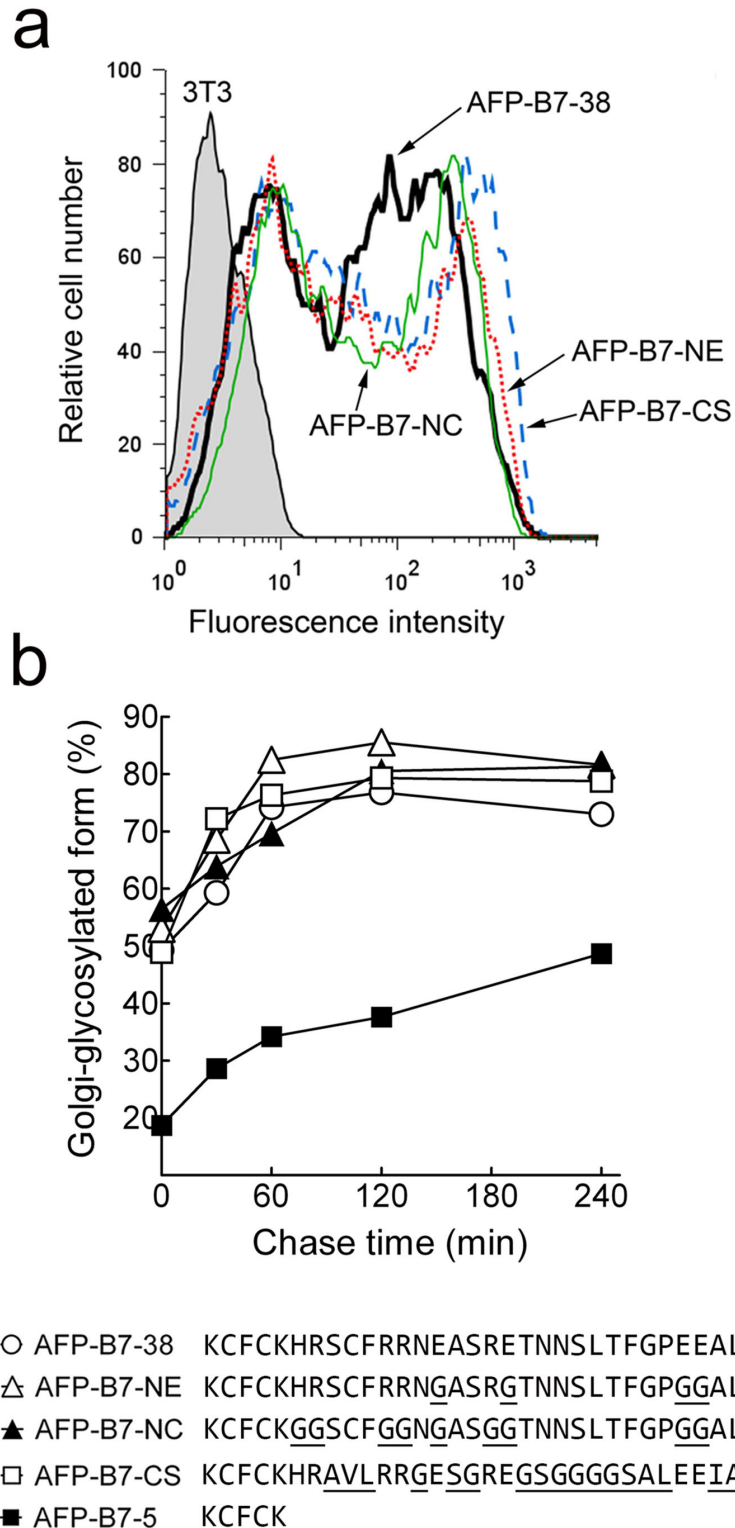 a
100
80
60
40
20
0
Relative cell number
3T3
AFP-B7-38
AFP-B7-NE
AFP-B7-CS
AFP-B7-NC
10⁰ 10¹ 10² 10³
Fluorescence intensity
b
90
80
70
60
50
40
30
20
Golgi-glycosylated form (%)
0 60 120 180 240
Chase time (min)
AFP-B7-38 KCFCKHRSCFRRNEASRETNNSLTFGPEEAL
AFP-B7-NE KCFCKHRSCFRRNGASRGTNNSLTFGPGGAL
AFP-B7-NC KCFCKGGSCFGGNGASGGTNNSLTFGPGGAL
AFP-B7-CS KCFCKHRAVLRRGESGREGSGGGGSALEEIA
AFP-B7-5 KCFCK